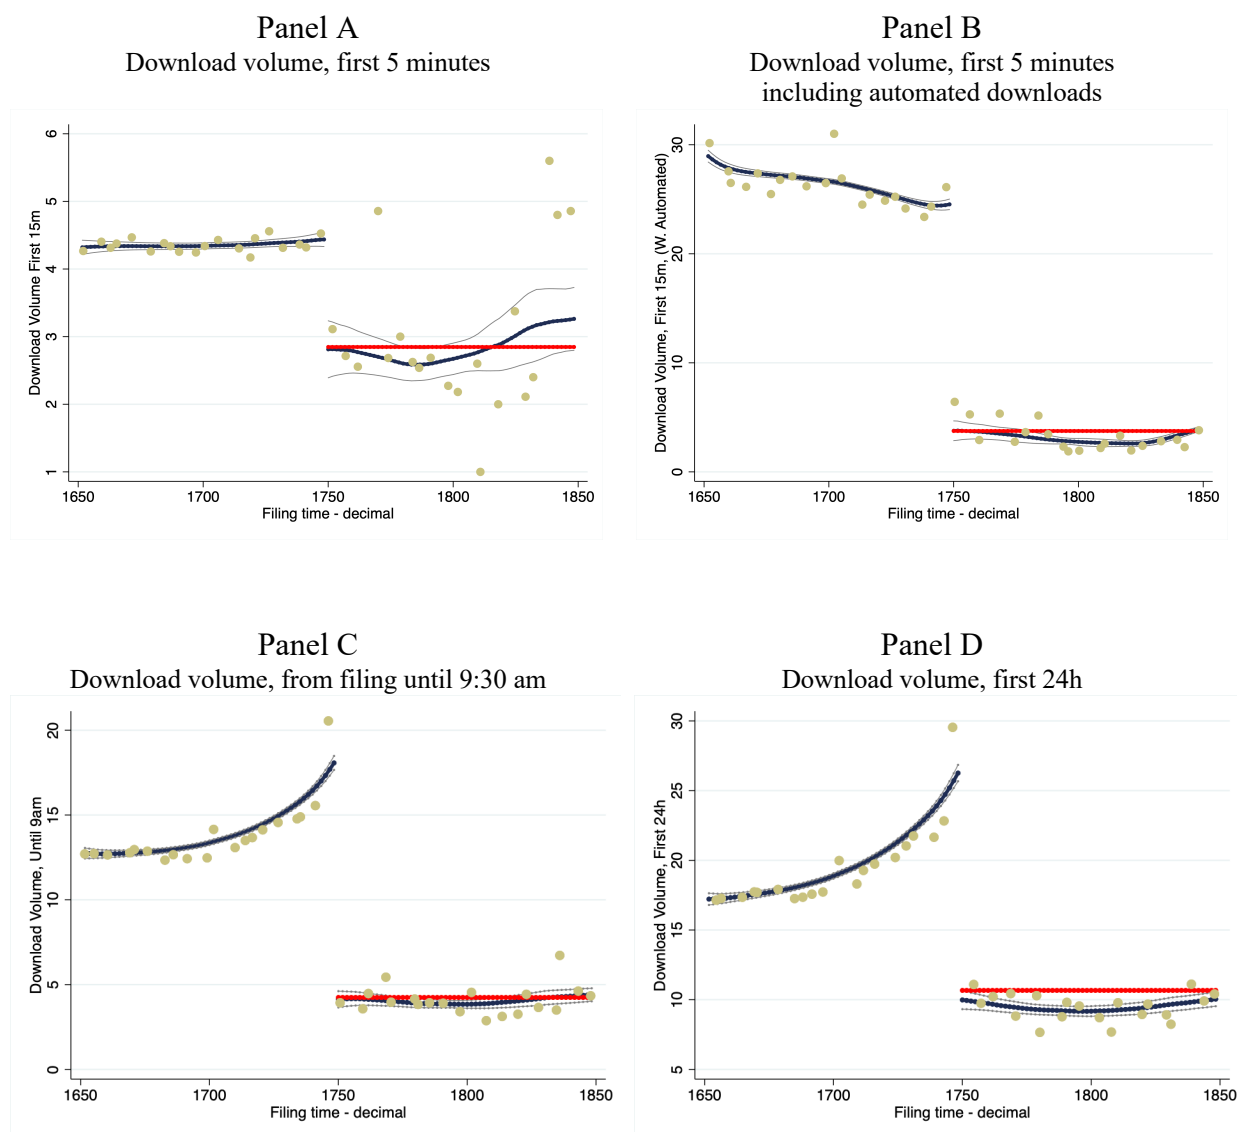 Panel A
Download volume, first 5 minutes
Download Volume First 15m
6
5
4
3
2
1
1650 1700 1750 1800 1850
Filing time - decimal
Panel B
Download volume, first 5 minutes
including automated downloads
Download Volume, First 15m, (W. Automated)
30
20
10
0
1650 1700 1750 1800 1850
Filing time - decimal
Panel C
Download volume, from filing until 9:30 am
Download Volume, Until 9am
20
15
10
5
0
1650 1700 1750 1800 1850
Filing time - decimal
Panel D
Download volume, first 24h
Download Volume, First 24h
30
25
20
15
10
5
1650 1700 1750 1800 1850
Filing time - decimal